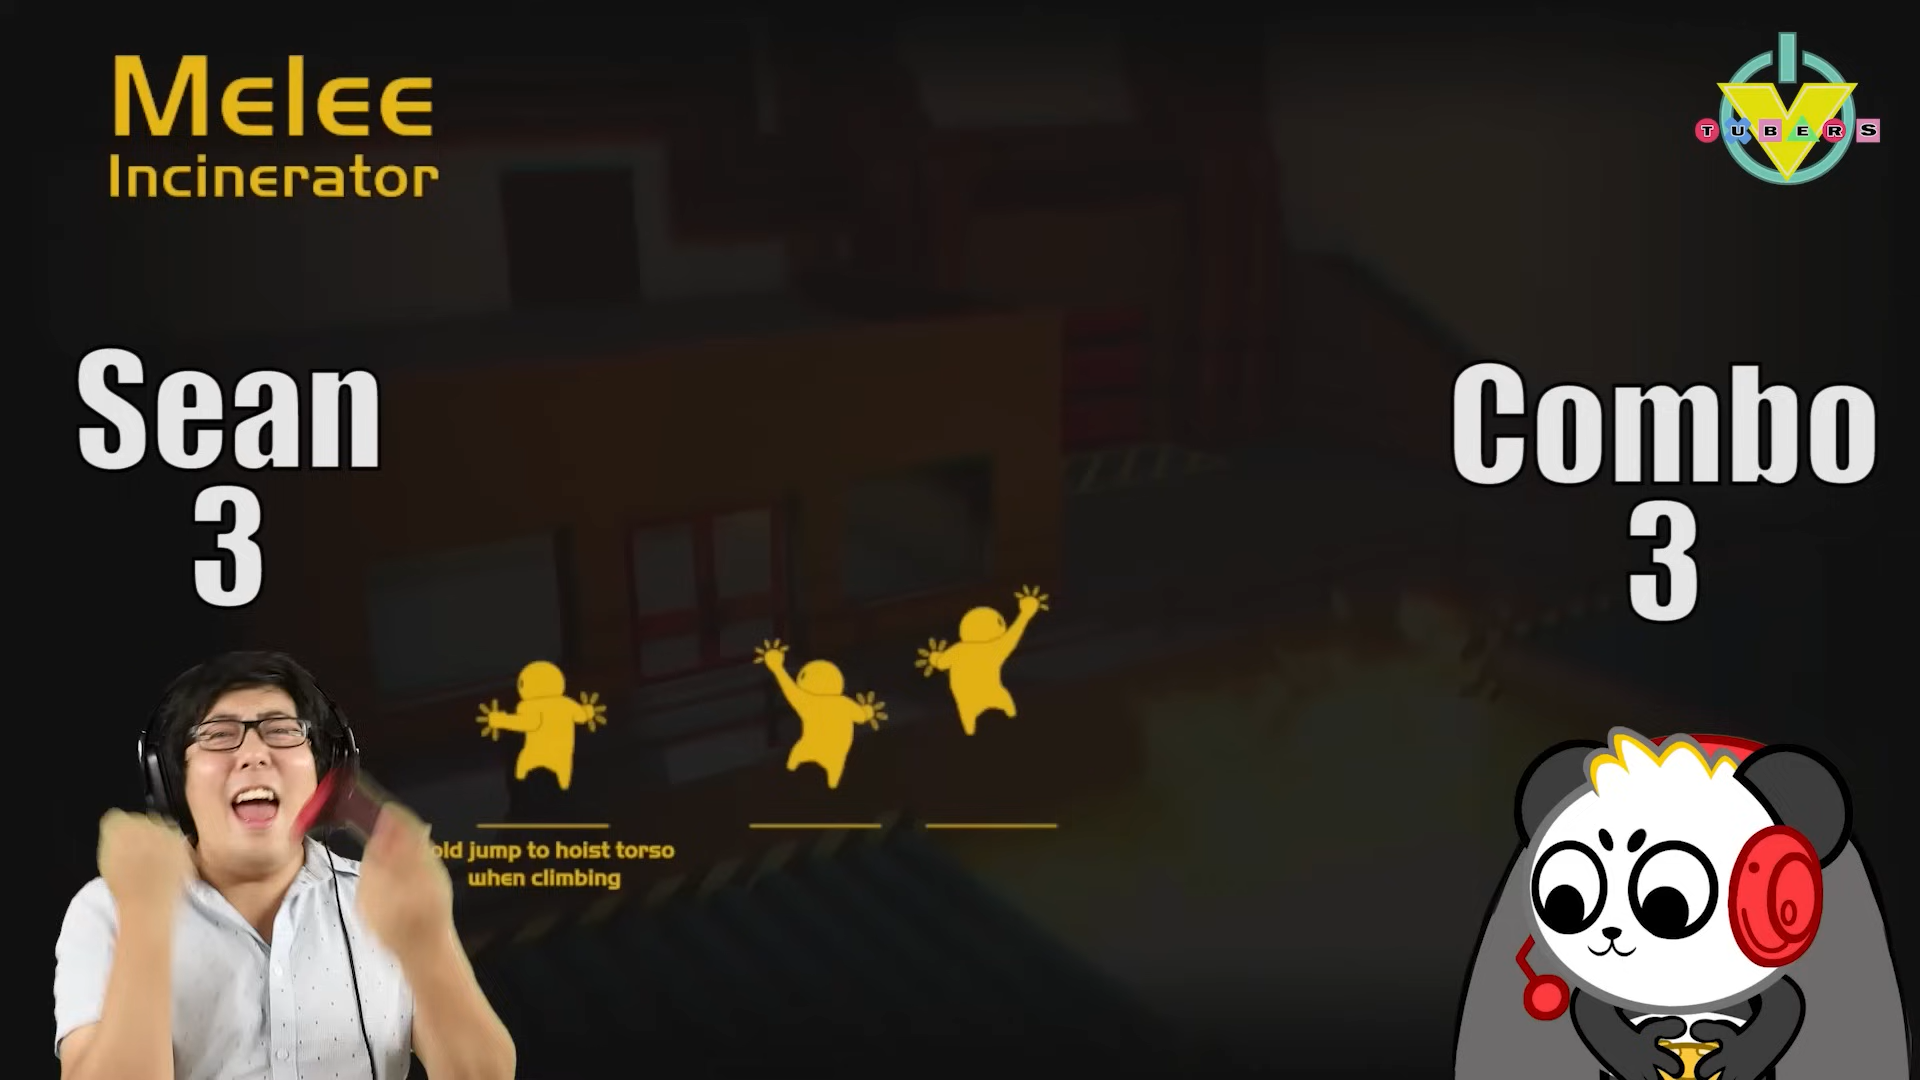 Melee
Incinerator
TUBERS
Sean
3
Combo
3
old jump to hoist torso
when climbing